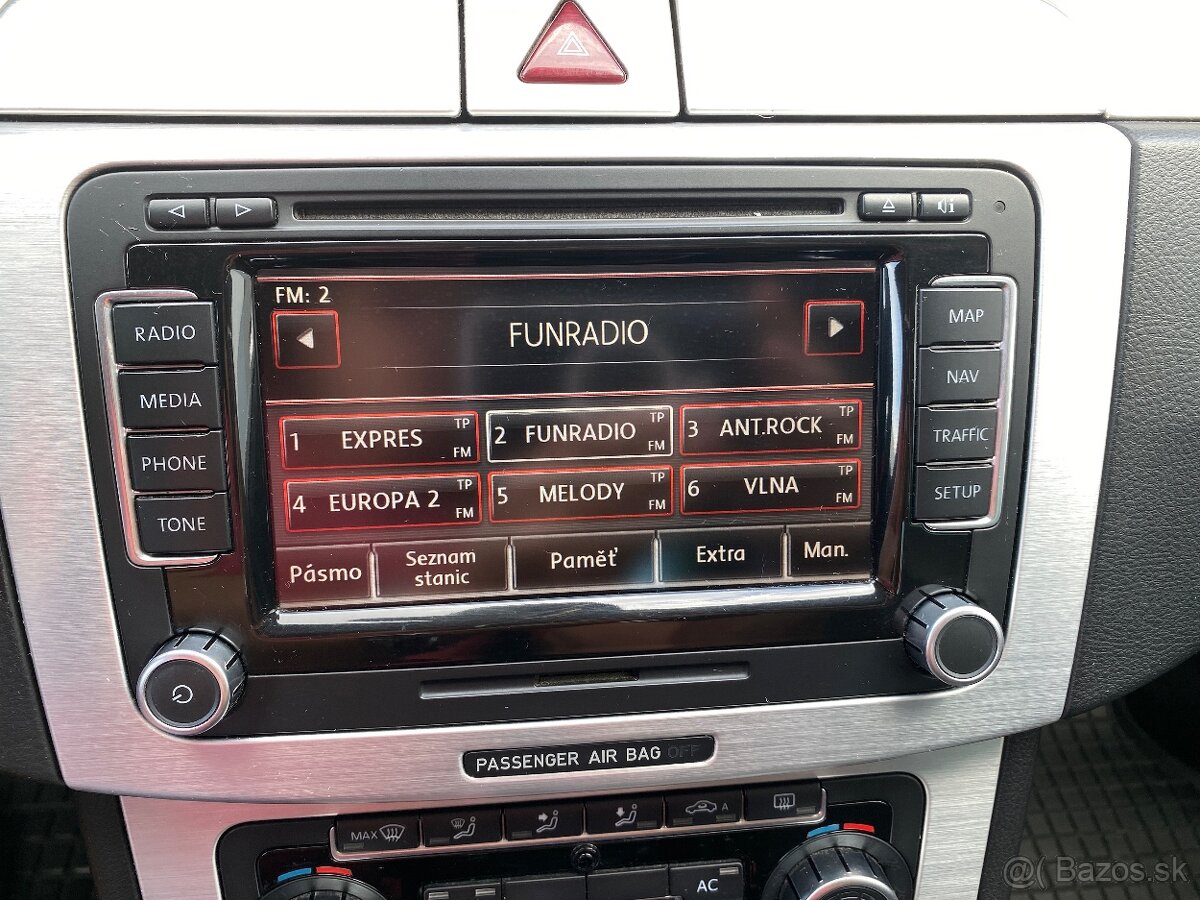 FM: 2
FUNRADIO
RADIO
MEDIA
PHONE
TONE
MAP
NAV
TRAFFIC
SETUP
1 EXPRES TP FM
2 FUNRADIO TP FM
3 ANT.ROCK TP FM
4 EUROPA 2 TP FM
5 MELODY TP FM
6 VLNA TP FM
Pásmo
Seznam
stanic
Paměť
Extra
Man.
PASSENGER AIR BAG OFF
MAX
A
AC
@( Bazos.sk